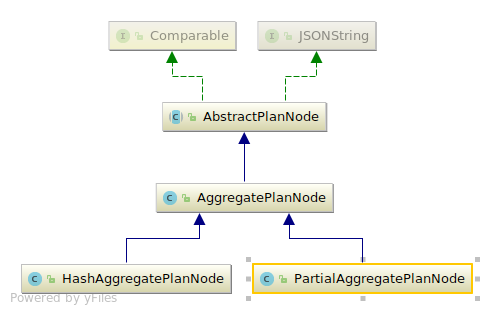 I Comparable
I JSONString
C AbstractPlanNode
C AggregatePlanNode
C HashAggregatePlanNode
C PartialAggregatePlanNode
Powered by yFiles